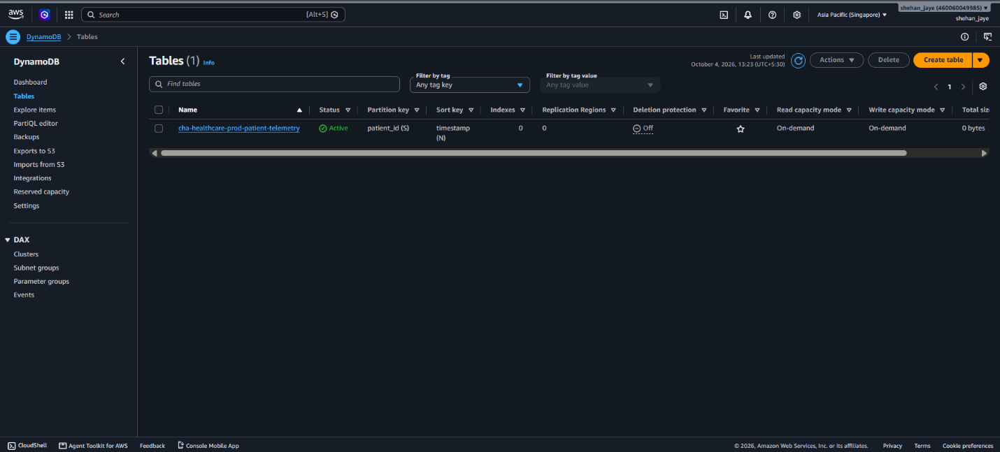 aws
Search [Alt+S]
Asia Pacific (Singapore)
shehan_jaye (460060049985)
shehan_jaye
DynamoDB Tables
DynamoDB
Dashboard
Tables
Explore items
PartiQL editor
Backups
Exports to S3
Imports from S3
Integrations
Reserved capacity
Settings
DAX
Clusters
Subnet groups
Parameter groups
Events
Tables (1) Info
Last updated
October 4, 2026, 13:23 (UTC+5:30)
Actions
Delete
Create table
Find tables
Filter by tag
Any tag key
Filter by tag value
Any tag value
1
Name Status Partition key Sort key Indexes Replication Regions Deletion protection Favorite Read capacity mode Write capacity mode Total siz
cha-healthcare-prod-patient-telemetry Active patient_id (S) timestamp (N) 0 0 Off On-demand On-demand 0 bytes
CloudShell Agent Toolkit for AWS Feedback Console Mobile App © 2026, Amazon Web Services, Inc. or its affiliates. Privacy Terms Cookie preferences